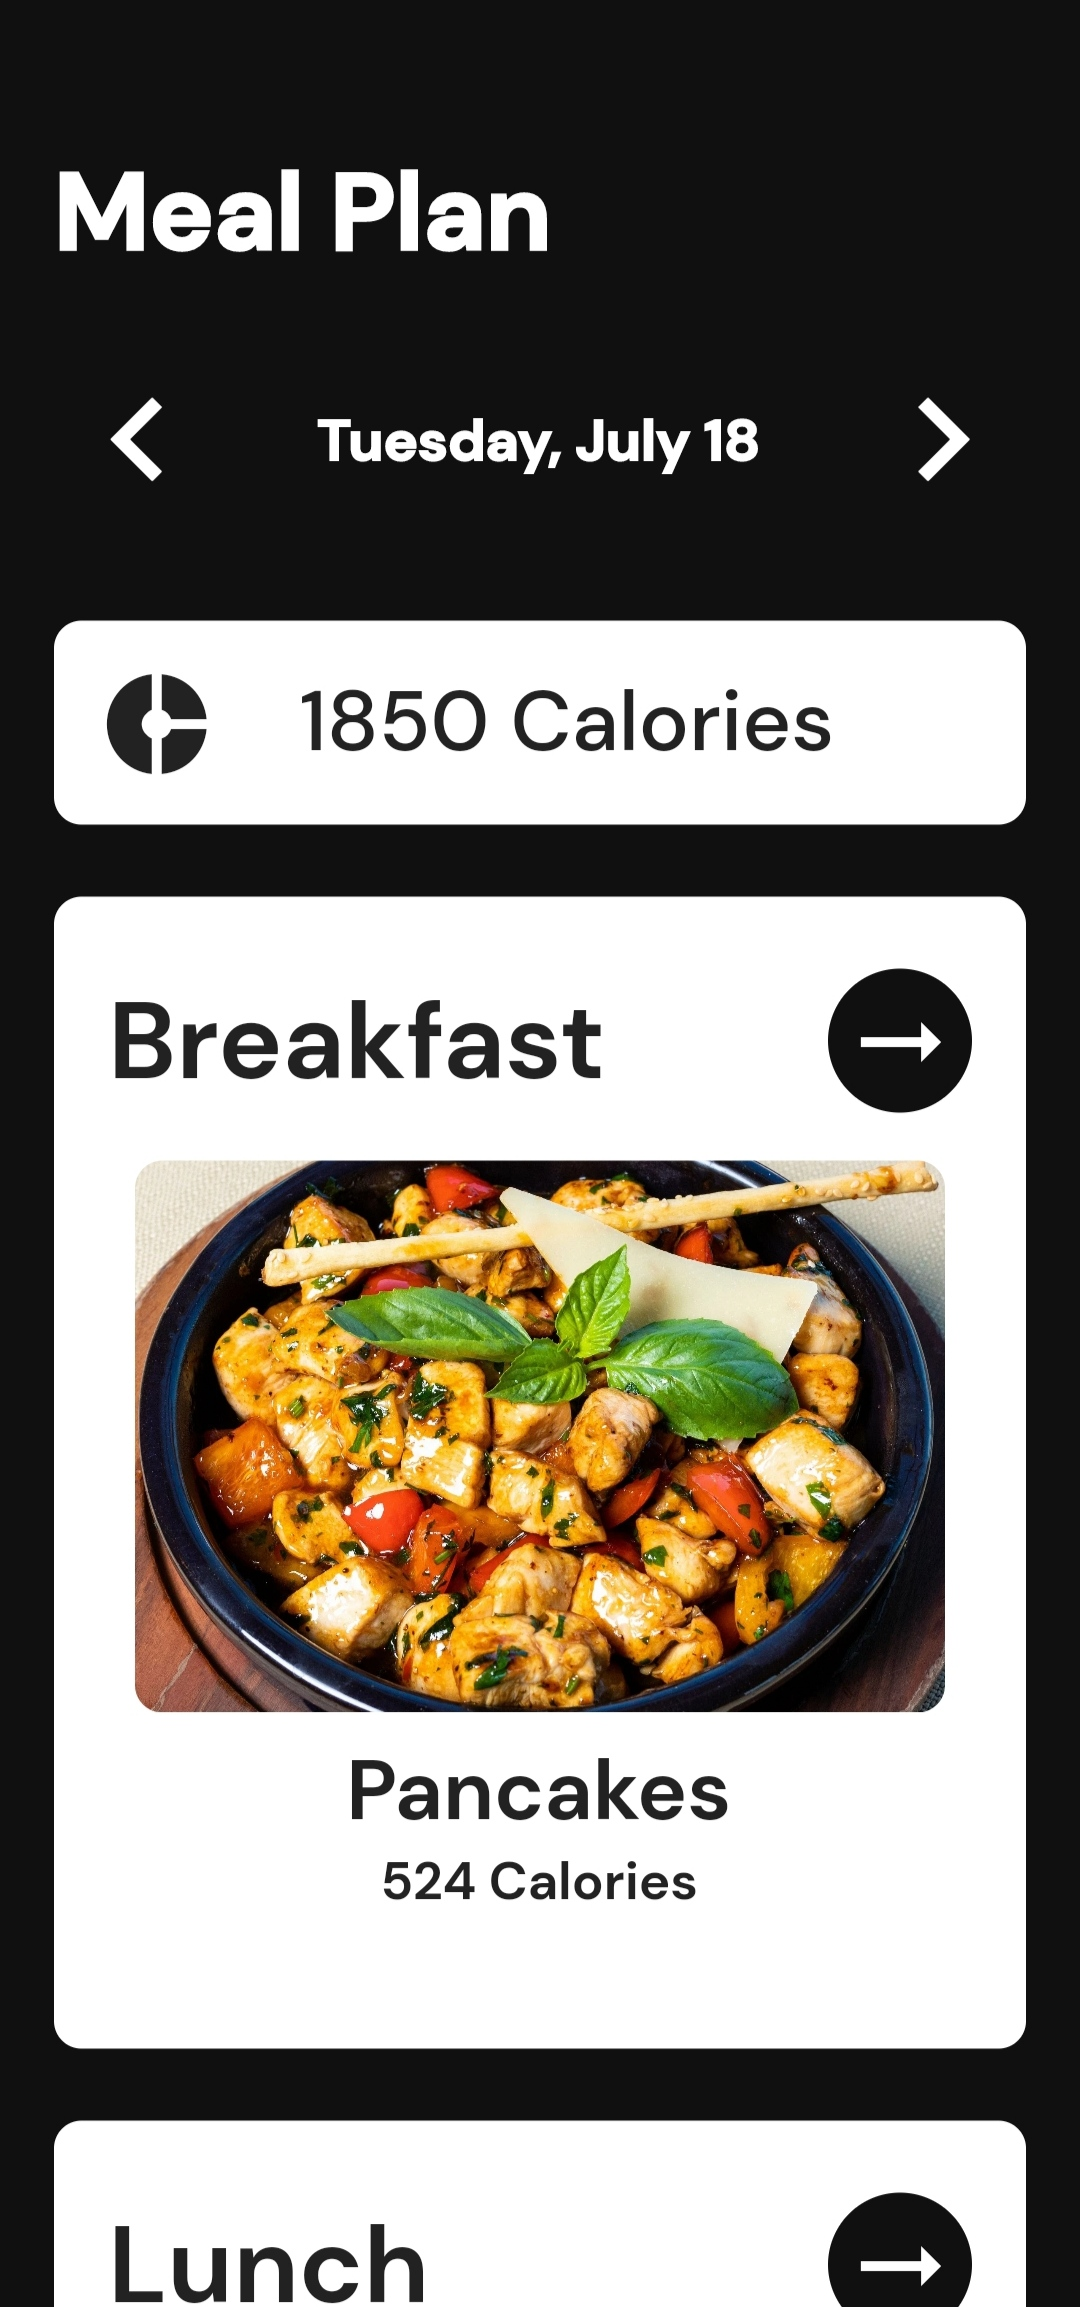 Meal Plan
Tuesday, July 18
1850 Calories
Breakfast
Pancakes
524 Calories
Lunch